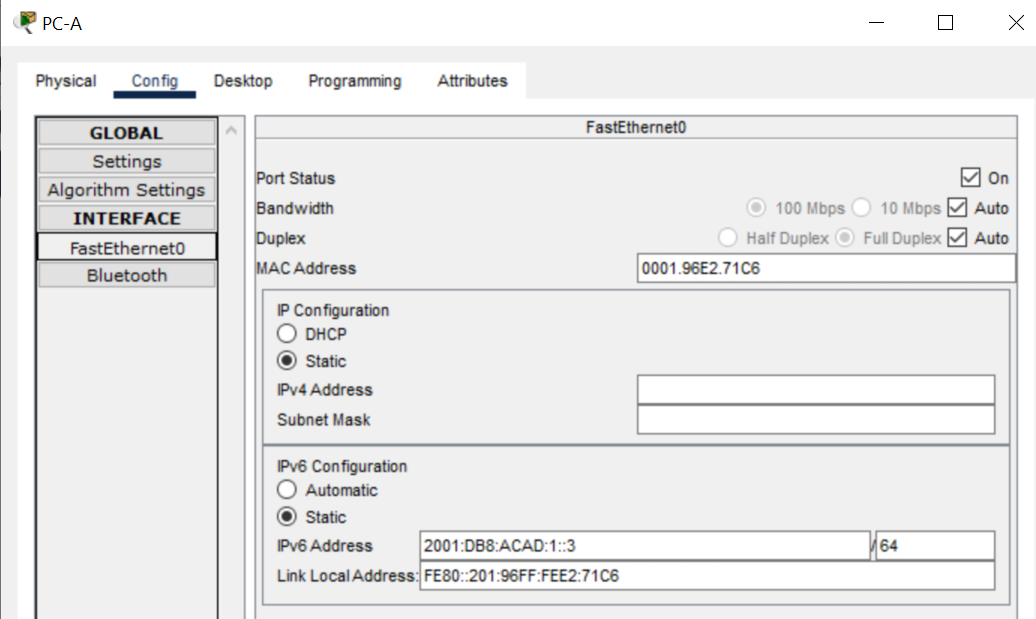 PC-A
Physical Config Desktop Programming Attributes
GLOBAL
Settings
Algorithm Settings
INTERFACE
FastEthernet0
Bluetooth
FastEthernet0
Port Status On
Bandwidth 100 Mbps 10 Mbps Auto
Duplex Half Duplex Full Duplex Auto
MAC Address 0001.96E2.71C6
IP Configuration
DHCP
Static
IPv4 Address
Subnet Mask
IPv6 Configuration
Automatic
Static
IPv6 Address 2001:DB8:ACAD:1::3 / 64
Link Local Address: FE80::201:96FF:FEE2:71C6